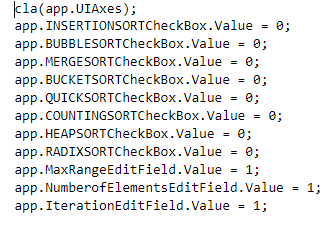 cla(app.UIAxes);
app.INSERTIONSORTCheckBox.Value = 0;
app.BUBBLESORTCheckBox.Value = 0;
app.MERGESORTCheckBox.Value = 0;
app.BUCKETSORTCheckBox.Value = 0;
app.QUICKSORTCheckBox.Value = 0;
app.COUNTINGSORTCheckBox.Value = 0;
app.HEAPSORTCheckBox.Value = 0;
app.RADIXSORTCheckBox.Value = 0;
app.MaxRangeEditField.Value = 1;
app.NumberofElementsEditField.Value = 1;
app.IterationEditField.Value = 1;